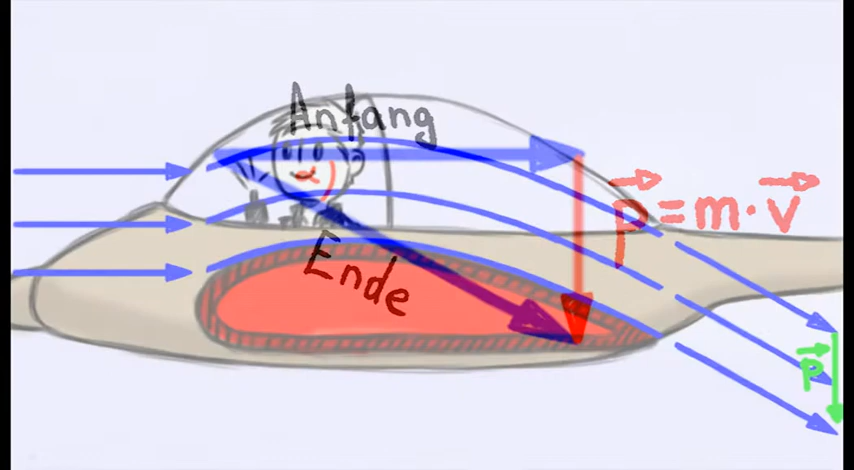 Anfang
p⃗ = m · v⃗
Ende
p⃗